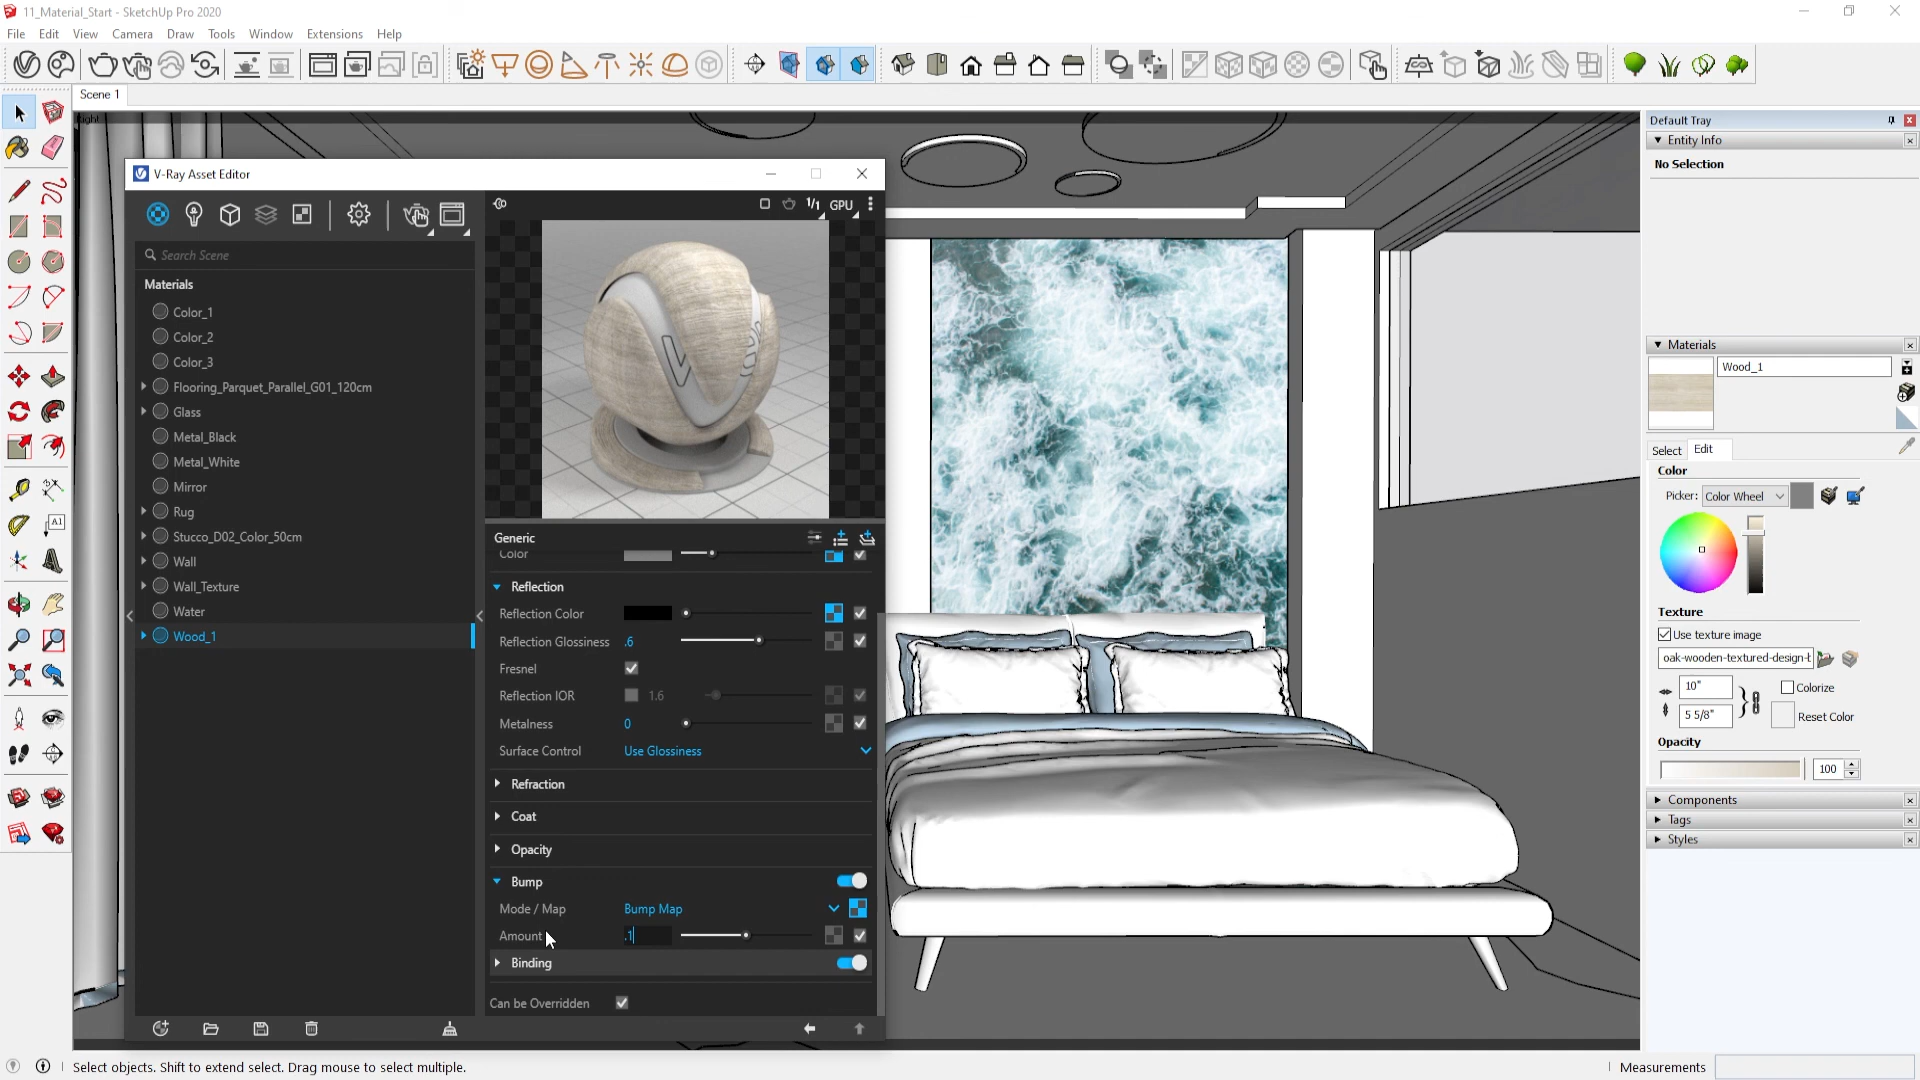 11_Material_Start - SketchUp Pro 2020
File Edit View Camera Draw Tools Window Extensions Help
Scene 1
Right
Default Tray
Entity Info
No Selection
V-Ray Asset Editor
1/1 GPU
Search Scene
Materials
Color_1
Color_2
Color_3
Flooring_Parquet_Parallel_G01_120cm
Glass
Metal_Black
Metal_White
Mirror
Rug
Stucco_D02_Color_50cm
Wall
Wall_Texture
Water
Wood_1
Generic
Color
Reflection
Reflection Color
Reflection Glossiness .6
Fresnel
Reflection IOR 1.6
Metalness 0
Surface Control Use Glossiness
Refraction
Coat
Opacity
Bump
Mode / Map Bump Map
Amount .1
Binding
Can be Overridden
Materials
Wood_1
Select Edit
Color
Picker: Color Wheel
Texture
Use texture image
oak-wooden-textured-design-b
10"
Colorize
5 5/8"
Reset Color
Opacity
100
Components
Tags
Styles
Select objects. Shift to extend select. Drag mouse to select multiple.
Measurements